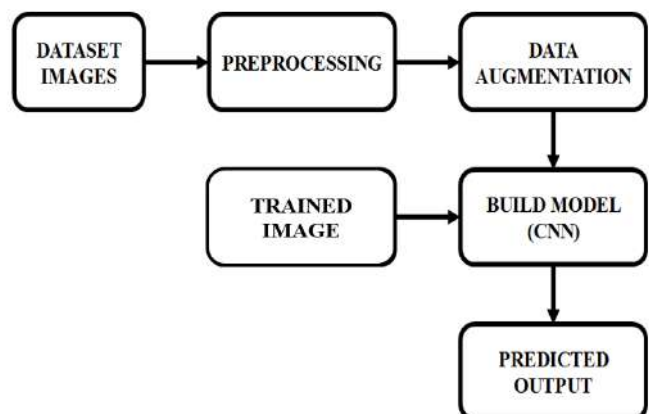 DATASET
IMAGES
PREPROCESSING
DATA
AUGMENTATION
TRAINED
IMAGE
BUILD MODEL
(CNN)
PREDICTED
OUTPUT